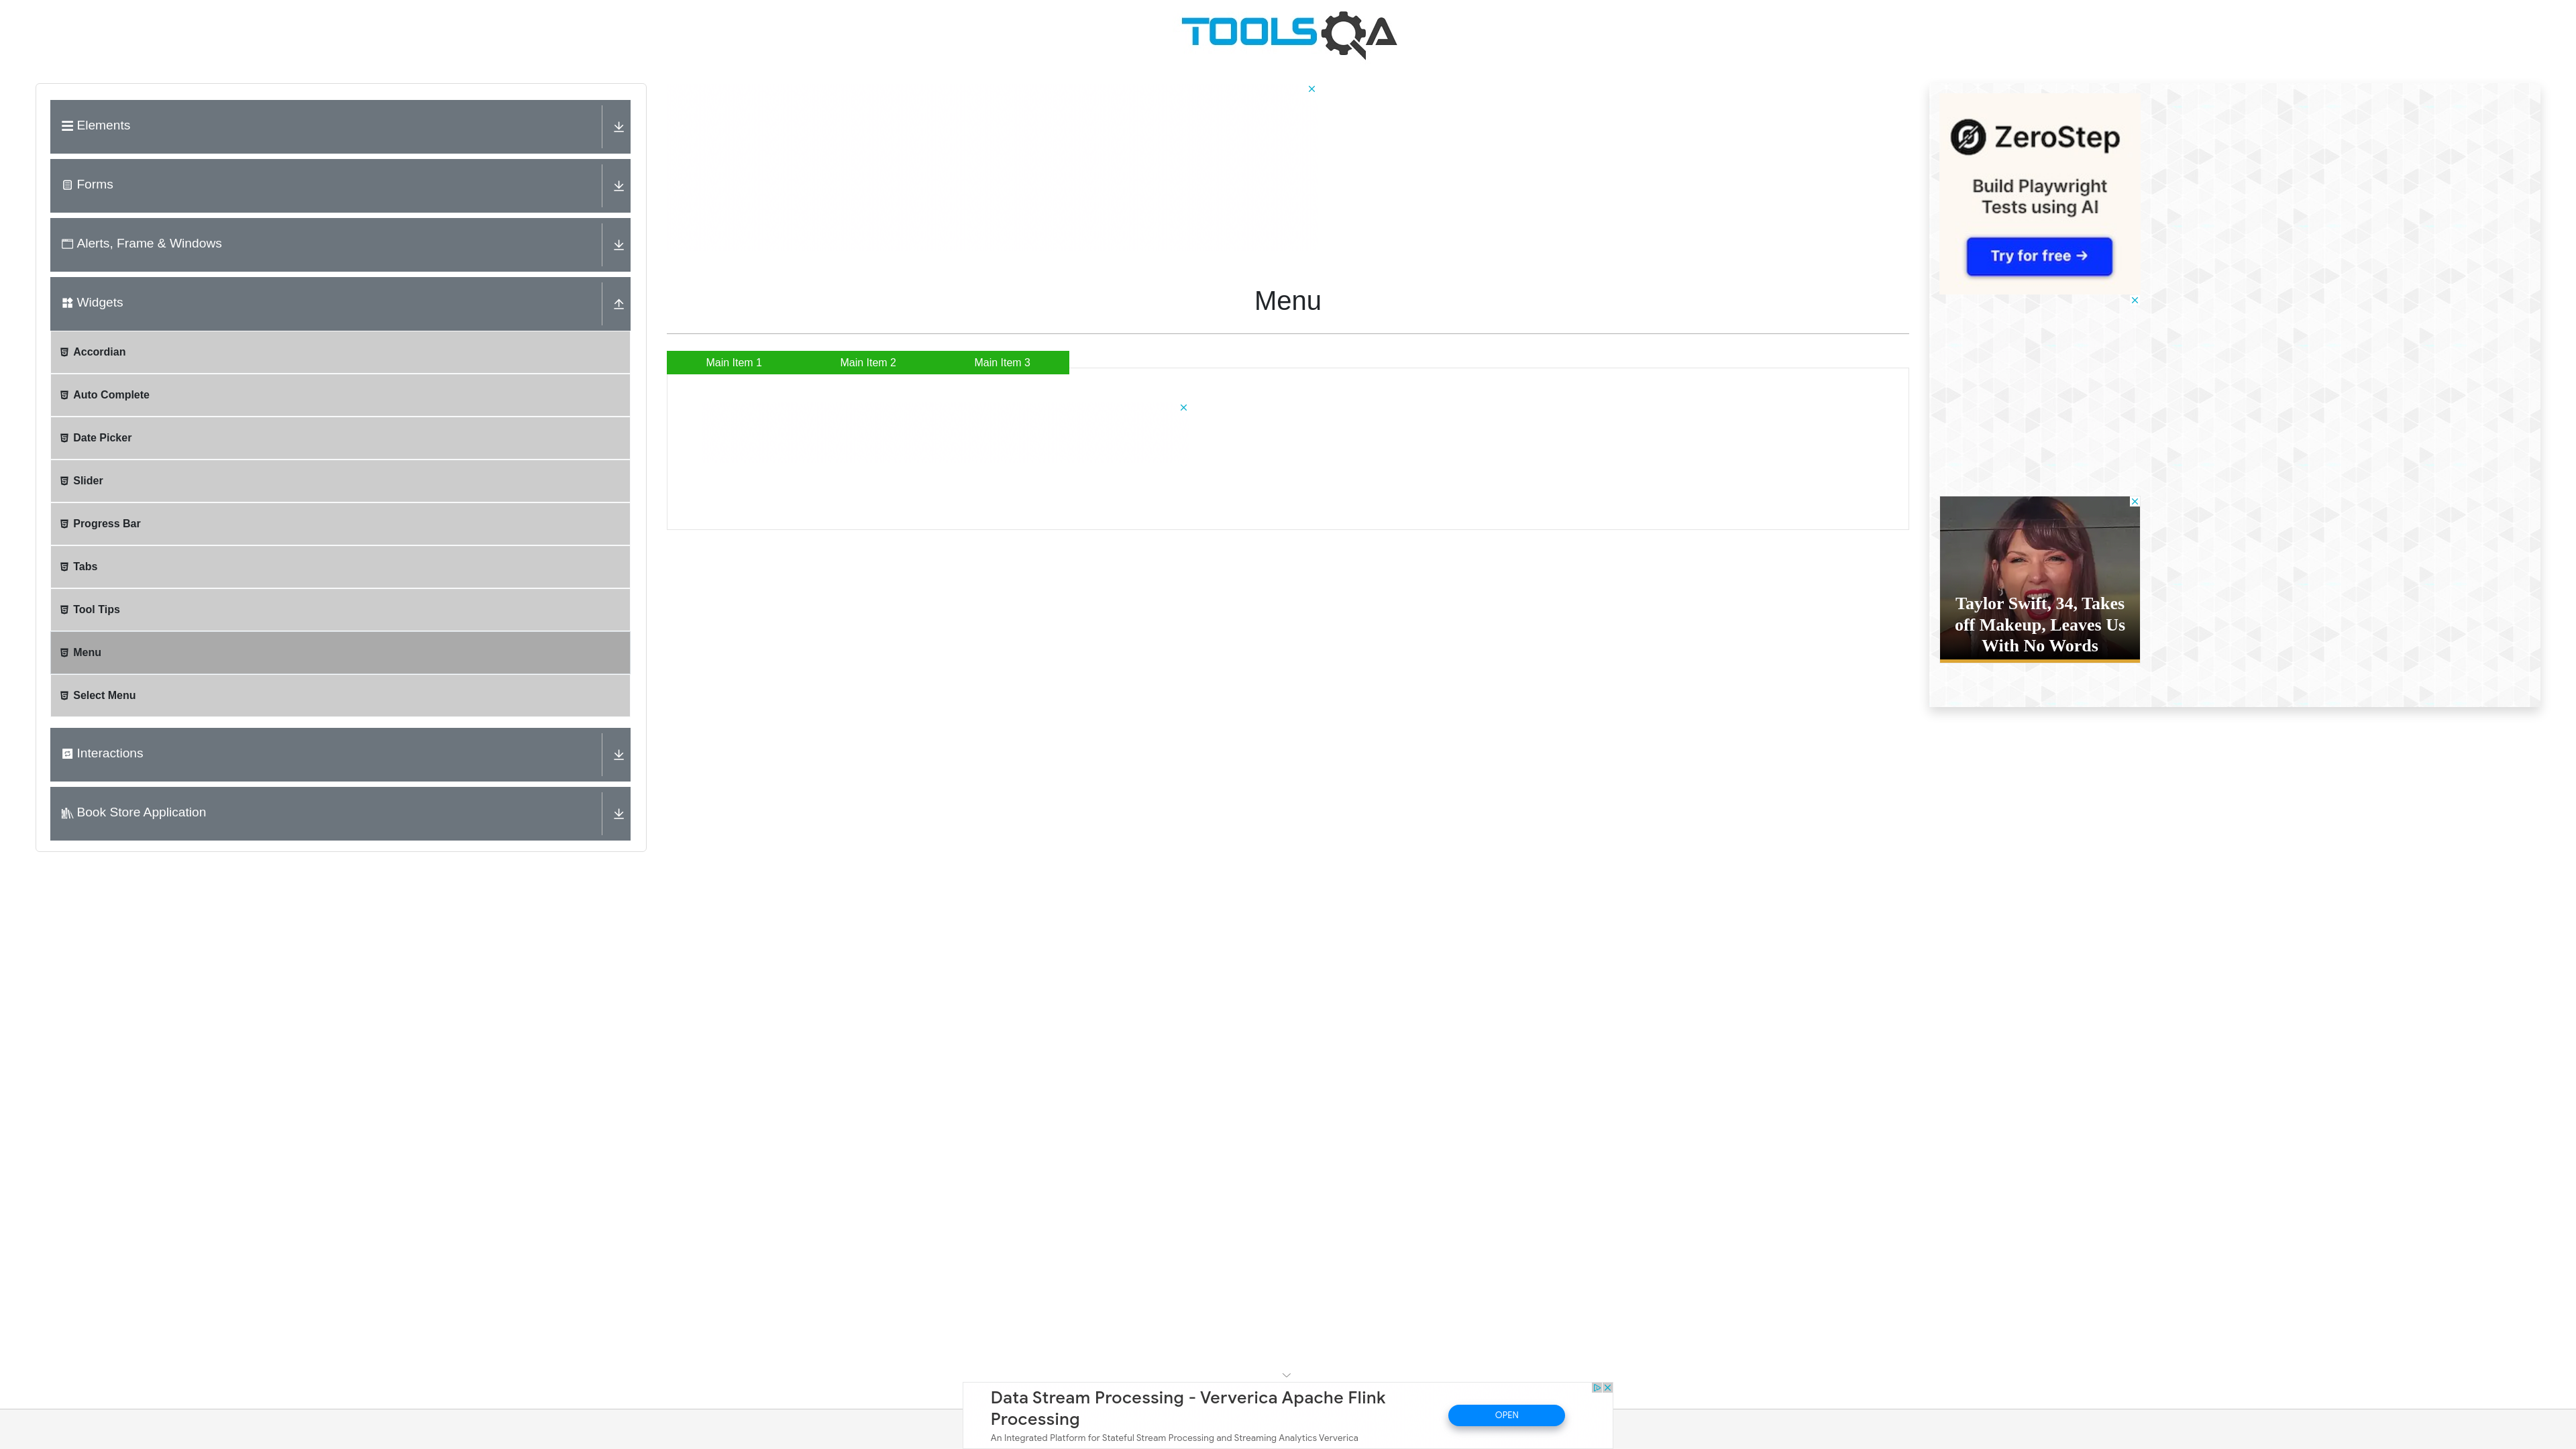 TOOLSQA
Elements
Forms
Alerts, Frame & Windows
Widgets
Accordian
Auto Complete
Date Picker
Slider
Progress Bar
Tabs
Tool Tips
Menu
Select Menu
Interactions
Book Store Application
Menu
Main Item 1
Main Item 2
Main Item 3
ZeroStep
Build Playwright
Tests using AI
Try for free →
Taylor Swift, 34, Takes
off Makeup, Leaves Us
With No Words
Data Stream Processing - Ververica Apache Flink
Processing
An Integrated Platform for Stateful Stream Processing and Streaming Analytics Ververica
OPEN